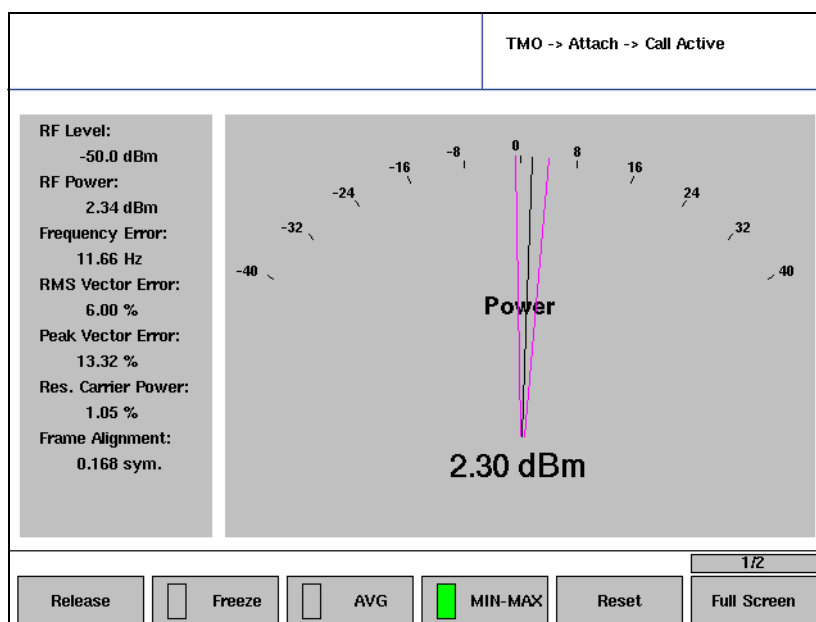 TMO -> Attach -> Call Active
RF Level:
-50.0 dBm
RF Power:
2.34 dBm
Frequency Error:
11.66 Hz
RMS Vector Error:
6.00 %
Peak Vector Error:
13.32 %
Res. Carrier Power:
1.05 %
Frame Alignment:
0.168 sym.
-40
-32
-24
-16
-8
0
8
16
24
32
40
Power
2.30 dBm
1/2
Release
Freeze
AVG
MIN-MAX
Reset
Full Screen